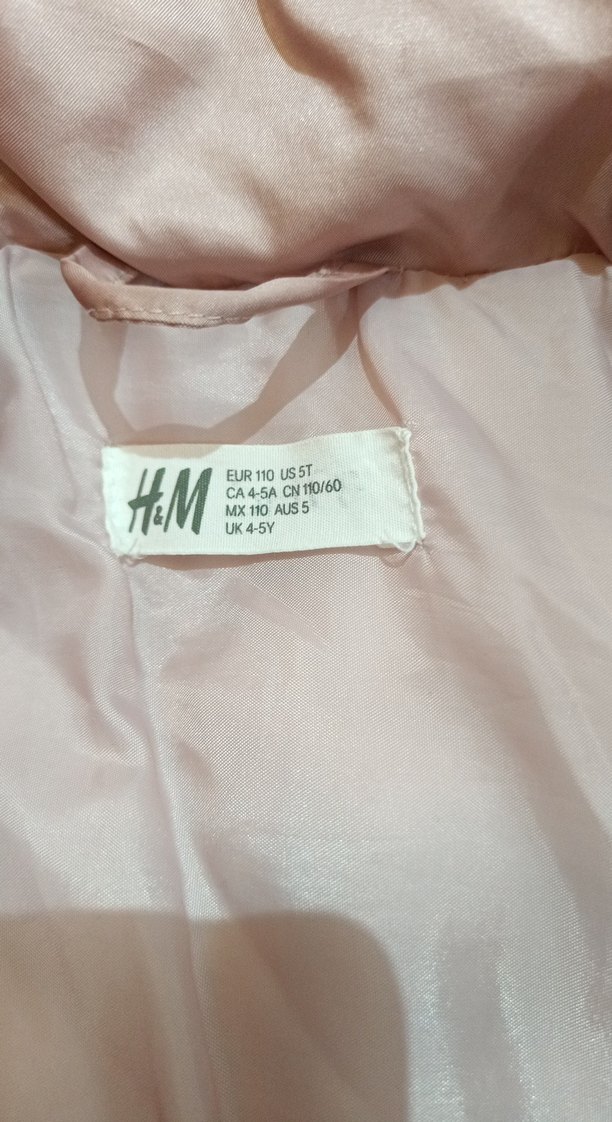 H&M
EUR 110 US 5T
CA 4-5A CN 110/60
MX 110 AUS 5
UK 4-5Y